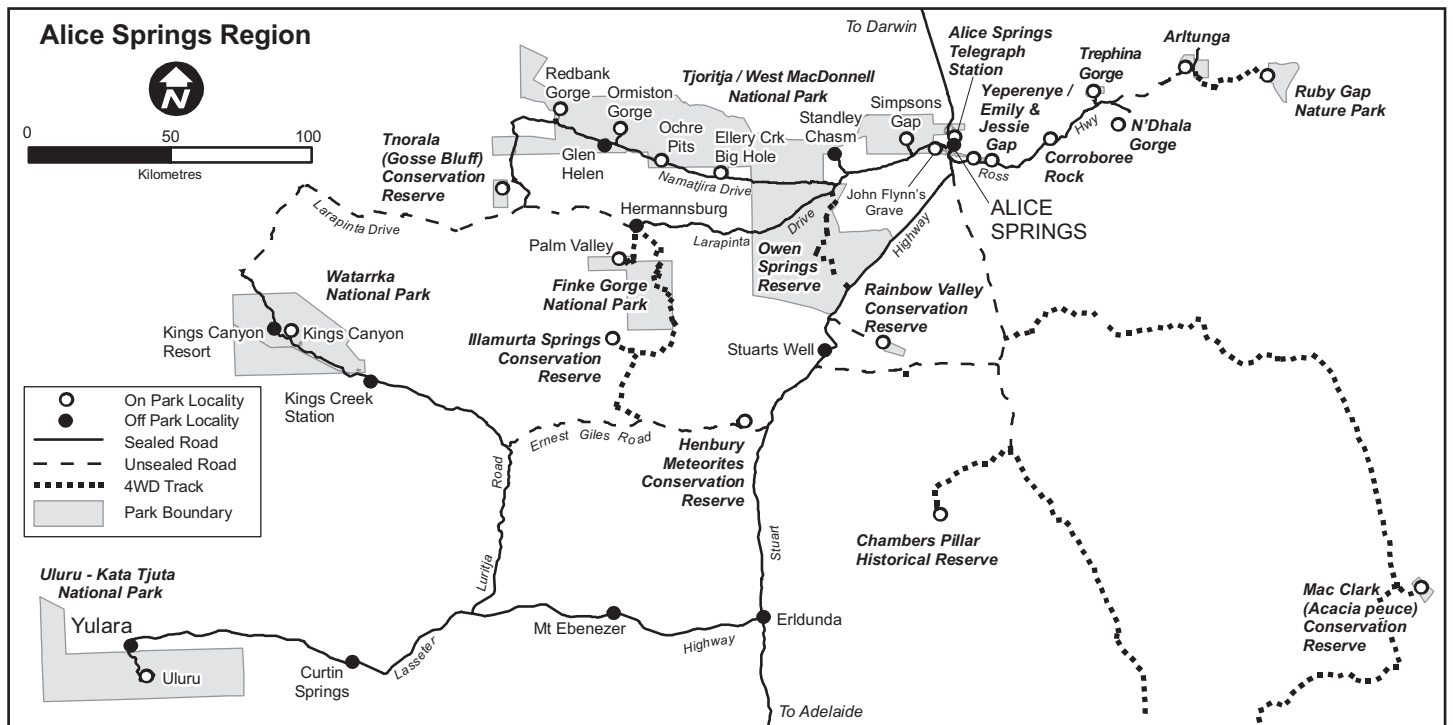 Alice Springs Region
N
0 50 100
Kilometres
To Darwin
Alice Springs
Telegraph
Station
Yeperenye /
Emily &
Jessie
Gap
Trephina
Gorge
Arltunga
Ruby Gap
Nature Park
N'Dhala
Gorge
Hwy
Ross
Corroboree
Rock
Redbank
Gorge
Ormiston
Gorge
Tjoritja / West MacDonnell
National Park
Simpsons
Gap
Standley
Chasm
Ochre
Pits
Ellery Crk
Big Hole
Glen
Helen
Namatjira Drive
Tnorala
(Gosse Bluff)
Conservation
Reserve
John Flynn's
Grave
ALICE
SPRINGS
Larapinta Drive
Hermannsburg
Larapinta
Drive
Highway
Palm Valley
Finke Gorge
National Park
Owen
Springs
Reserve
Watarrka
National Park
Rainbow Valley
Conservation
Reserve
Kings Canyon
Resort
Kings Canyon
Illamurta Springs
Conservation
Reserve
Stuarts Well
Kings Creek
Station
On Park Locality
Off Park Locality
Sealed Road
Unsealed Road
4WD Track
Park Boundary
Ernest Giles Road
Henbury
Meteorites
Conservation
Reserve
Road
Luritja
Stuart
Chambers Pillar
Historical Reserve
Uluru - Kata Tjuta
National Park
Yulara
Uluru
Curtin
Springs
Lasseter
Mt Ebenezer
Highway
Erldunda
Mac Clark
(Acacia peuce)
Conservation
Reserve
To Adelaide